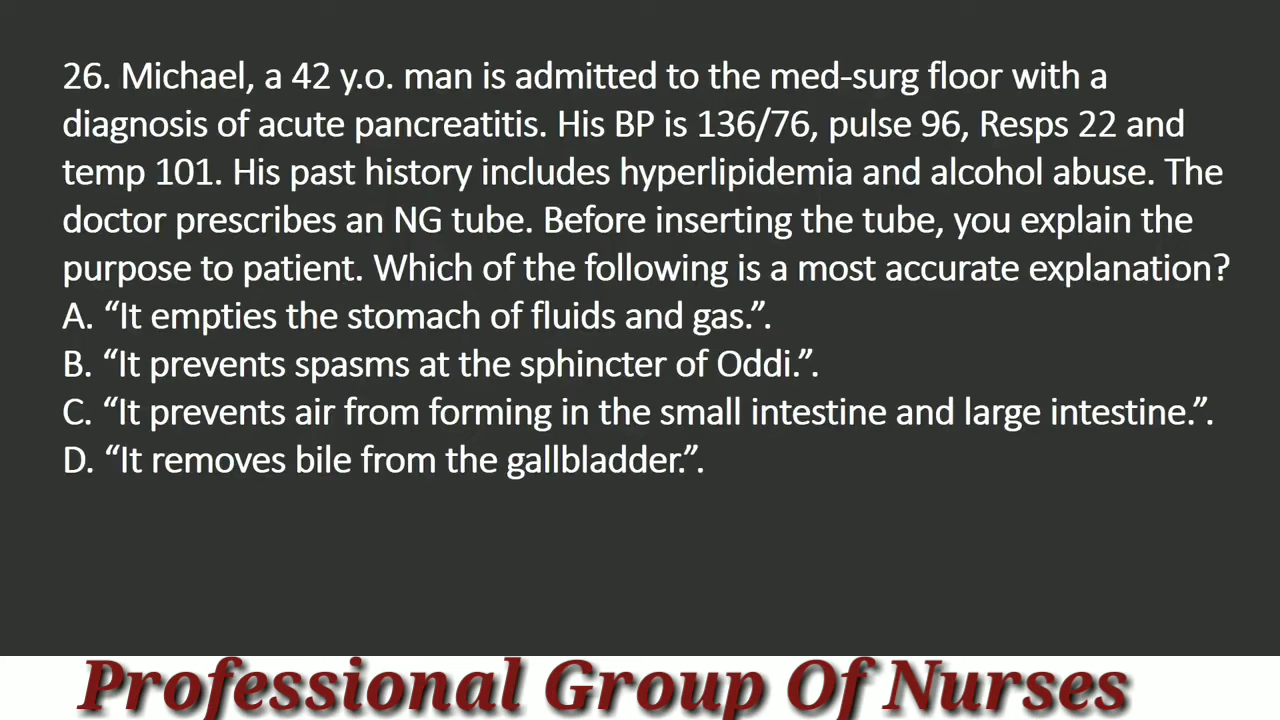 26. Michael, a 42 y.o. man is admitted to the med-surg floor with a
diagnosis of acute pancreatitis. His BP is 136/76, pulse 96, Resps 22 and
temp 101. His past history includes hyperlipidemia and alcohol abuse. The
doctor prescribes an NG tube. Before inserting the tube, you explain the
purpose to patient. Which of the following is a most accurate explanation?
A. “It empties the stomach of fluids and gas.”.
B. “It prevents spasms at the sphincter of Oddi.”.
C. “It prevents air from forming in the small intestine and large intestine.”.
D. “It removes bile from the gallbladder.”.
Professional Group Of Nurses